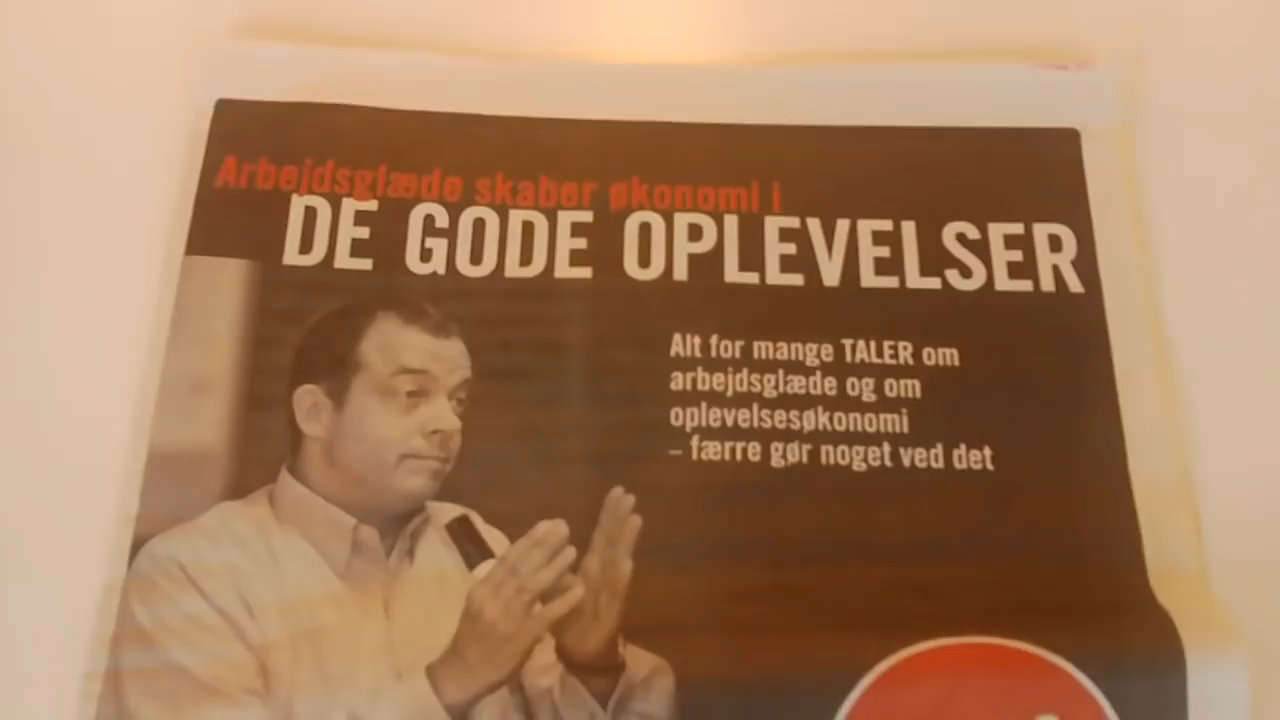 Arbejdsglæde skaber økonomi i
DE GODE OPLEVELSER
Alt for mange TALER om
arbejdsglæde og om
oplevelsesøkonomi
– færre gør noget ved det